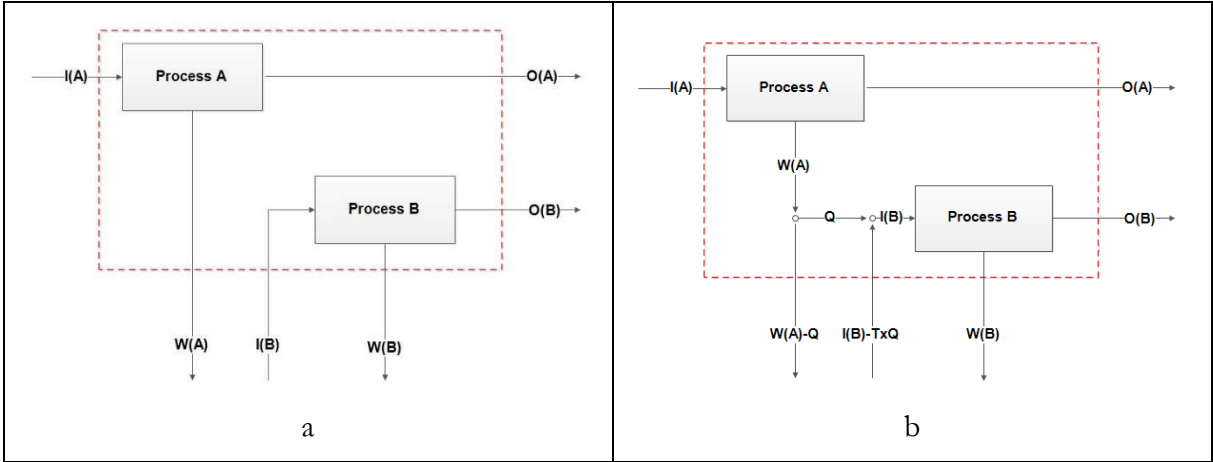 Process A
I(A)
O(A)
Process B
O(B)
W(A)
I(B)
W(B)
a
Process A
I(A)
O(A)
W(A)
Q
I(B)
Process B
O(B)
W(A)-Q
I(B)-TxQ
W(B)
b